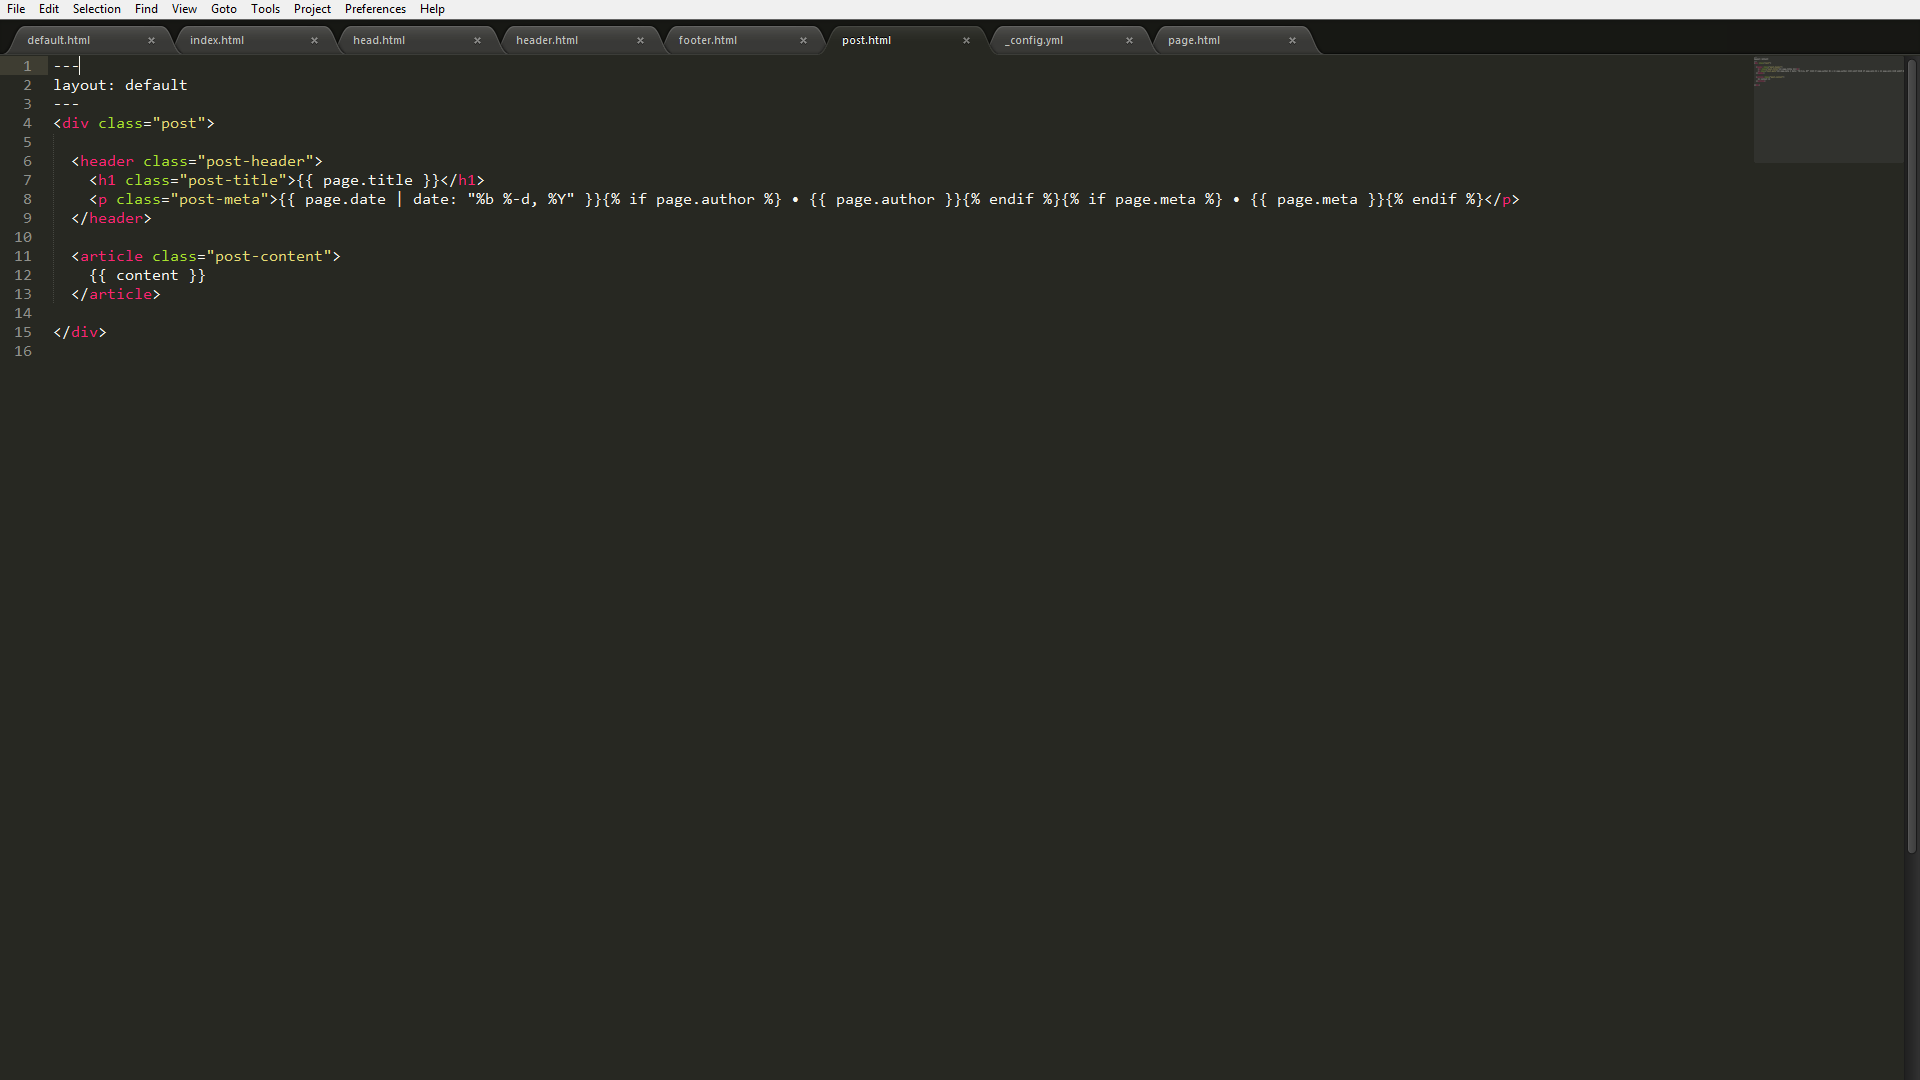 File Edit Selection Find View Goto Tools Project Preferences Help
default.html × index.html × head.html × header.html × footer.html × post.html × _config.yml × page.html ×
1 ---
2 layout: default
3 ---
4 <div class="post">
5
6   <header class="post-header">
7     <h1 class="post-title">{{ page.title }}</h1>
8     <p class="post-meta">{{ page.date | date: "%b %-d, %Y" }}{% if page.author %} • {{ page.author }}{% endif %}{% if page.meta %} • {{ page.meta }}{% endif %}</p>
9   </header>
10
11   <article class="post-content">
12     {{ content }}
13   </article>
14
15 </div>
16